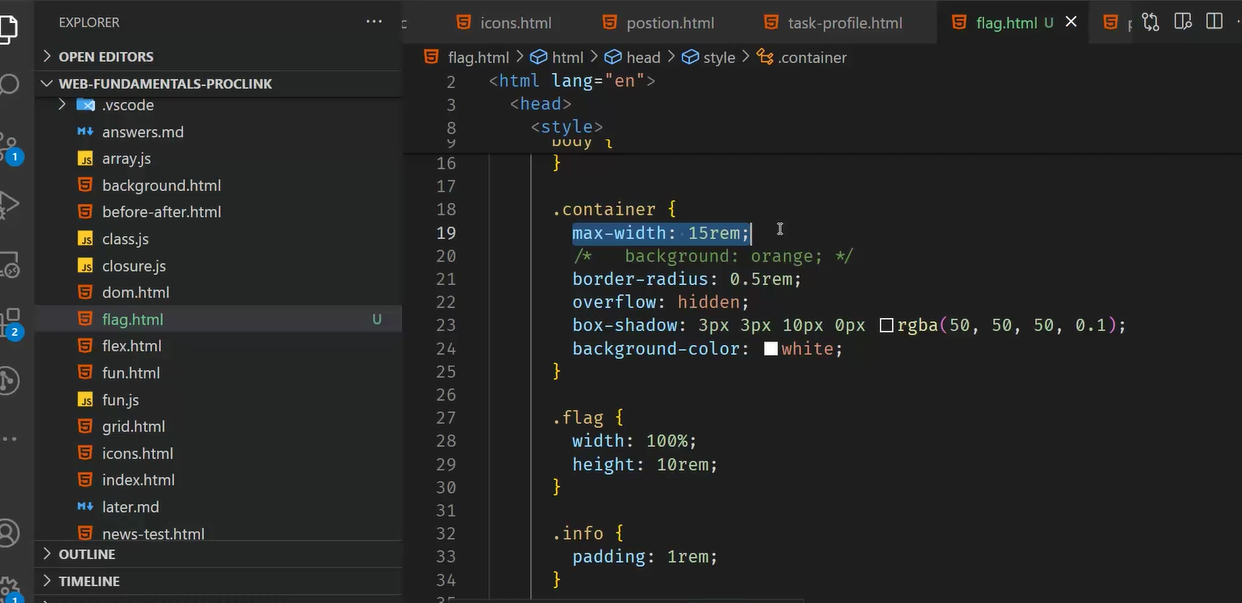 EXPLORER
OPEN EDITORS
WEB-FUNDAMENTALS-PROCLINK
.vscode
answers.md
array.js
background.html
before-after.html
class.js
closure.js
dom.html
flag.html U
flex.html
fun.html
fun.js
grid.html
icons.html
index.html
later.md
news-test.html
OUTLINE
TIMELINE
1
2
1
icons.html postion.html task-profile.html flag.html U
flag.html > html > head > style > .container
2 <html lang="en">
3 <head>
8 <style>
9 body {
16 }
17
18 .container {
19 max-width: 15rem;
20 /* background: orange; */
21 border-radius: 0.5rem;
22 overflow: hidden;
23 box-shadow: 3px 3px 10px 0px rgba(50, 50, 50, 0.1);
24 background-color: white;
25 }
26
27 .flag {
28 width: 100%;
29 height: 10rem;
30 }
31
32 .info {
33 padding: 1rem;
34 }